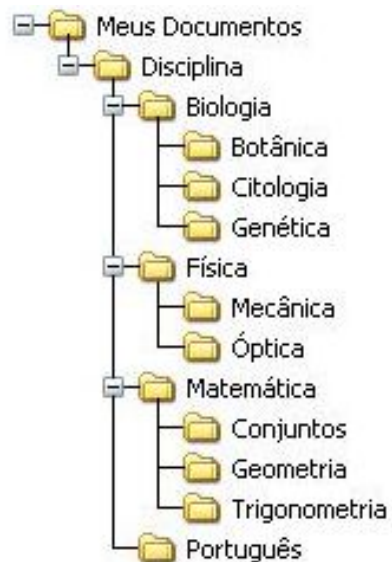 Meus Documentos
Disciplina
Biologia
Botânica
Citologia
Genética
Física
Mecânica
Óptica
Matemática
Conjuntos
Geometria
Trigonometria
Português